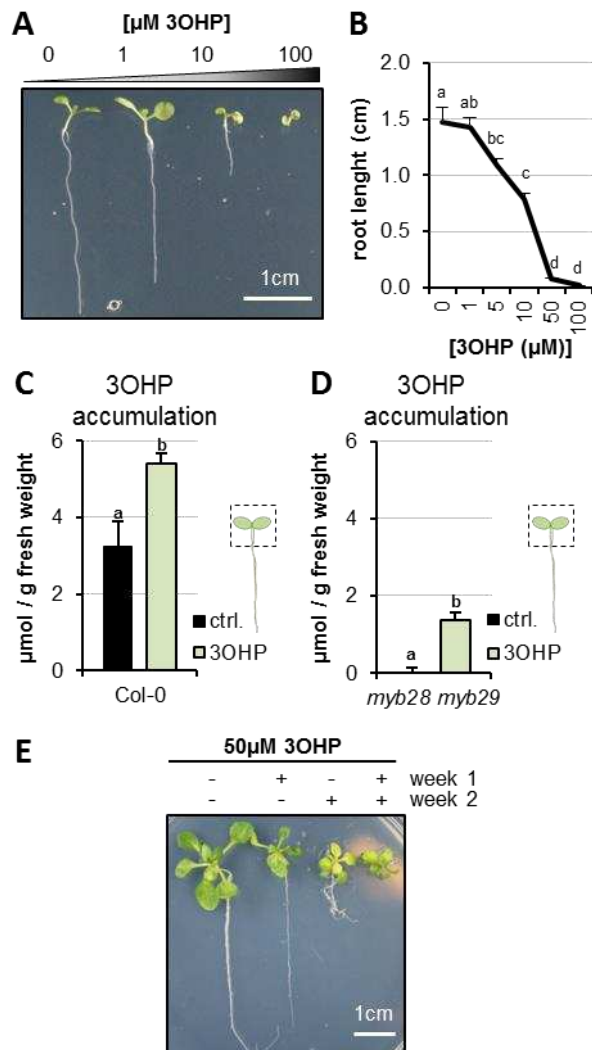 A
[µM 3OHP]
0 1 10 100
1cm
B
root lenght (cm)
2.0
1.5
1.0
0.5
0.0
a
ab
bc
c
d
d
0 1 5 10 50 100
[3OHP (µM)]
C
3OHP
accumulation
µmol / g fresh weight
6
4
2
0
a
b
ctrl.
3OHP
Col-0
D
3OHP
accumulation
µmol / g fresh weight
6
4
2
0
a
b
ctrl.
3OHP
myb28 myb29
E
50µM 3OHP
- + - + week 1
- - + + week 2
1cm